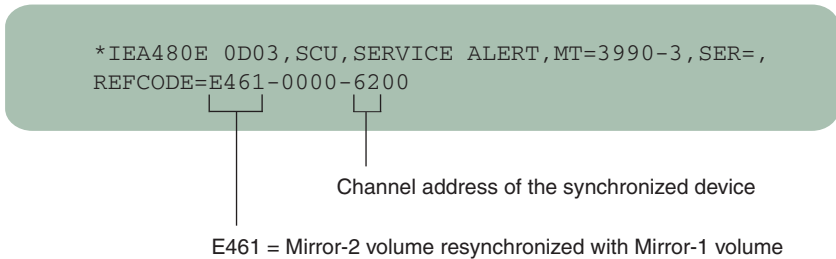 *IEA480E 0D03,SCU,SERVICE ALERT,MT=3990-3,SER=,
REFCODE=E461-0000-6200
Channel address of the synchronized device
E461 = Mirror-2 volume resynchronized with Mirror-1 volume